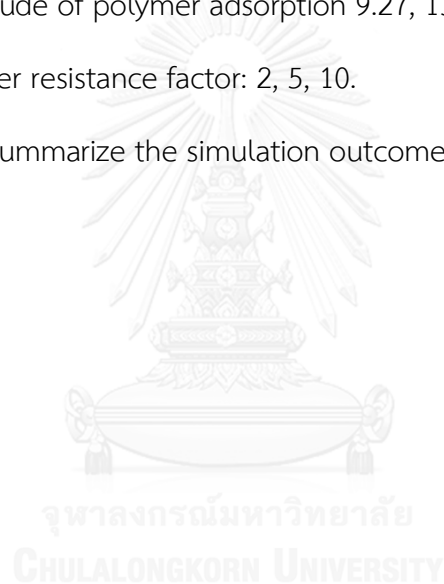 ude of polymer adsorption 9.27,
er resistance factor: 2, 5, 10.
ummarize the simulation outcome
จุฬาลงกรณ์มหาวิทยาลัย
CHULALONGKORN UNIVERSITY